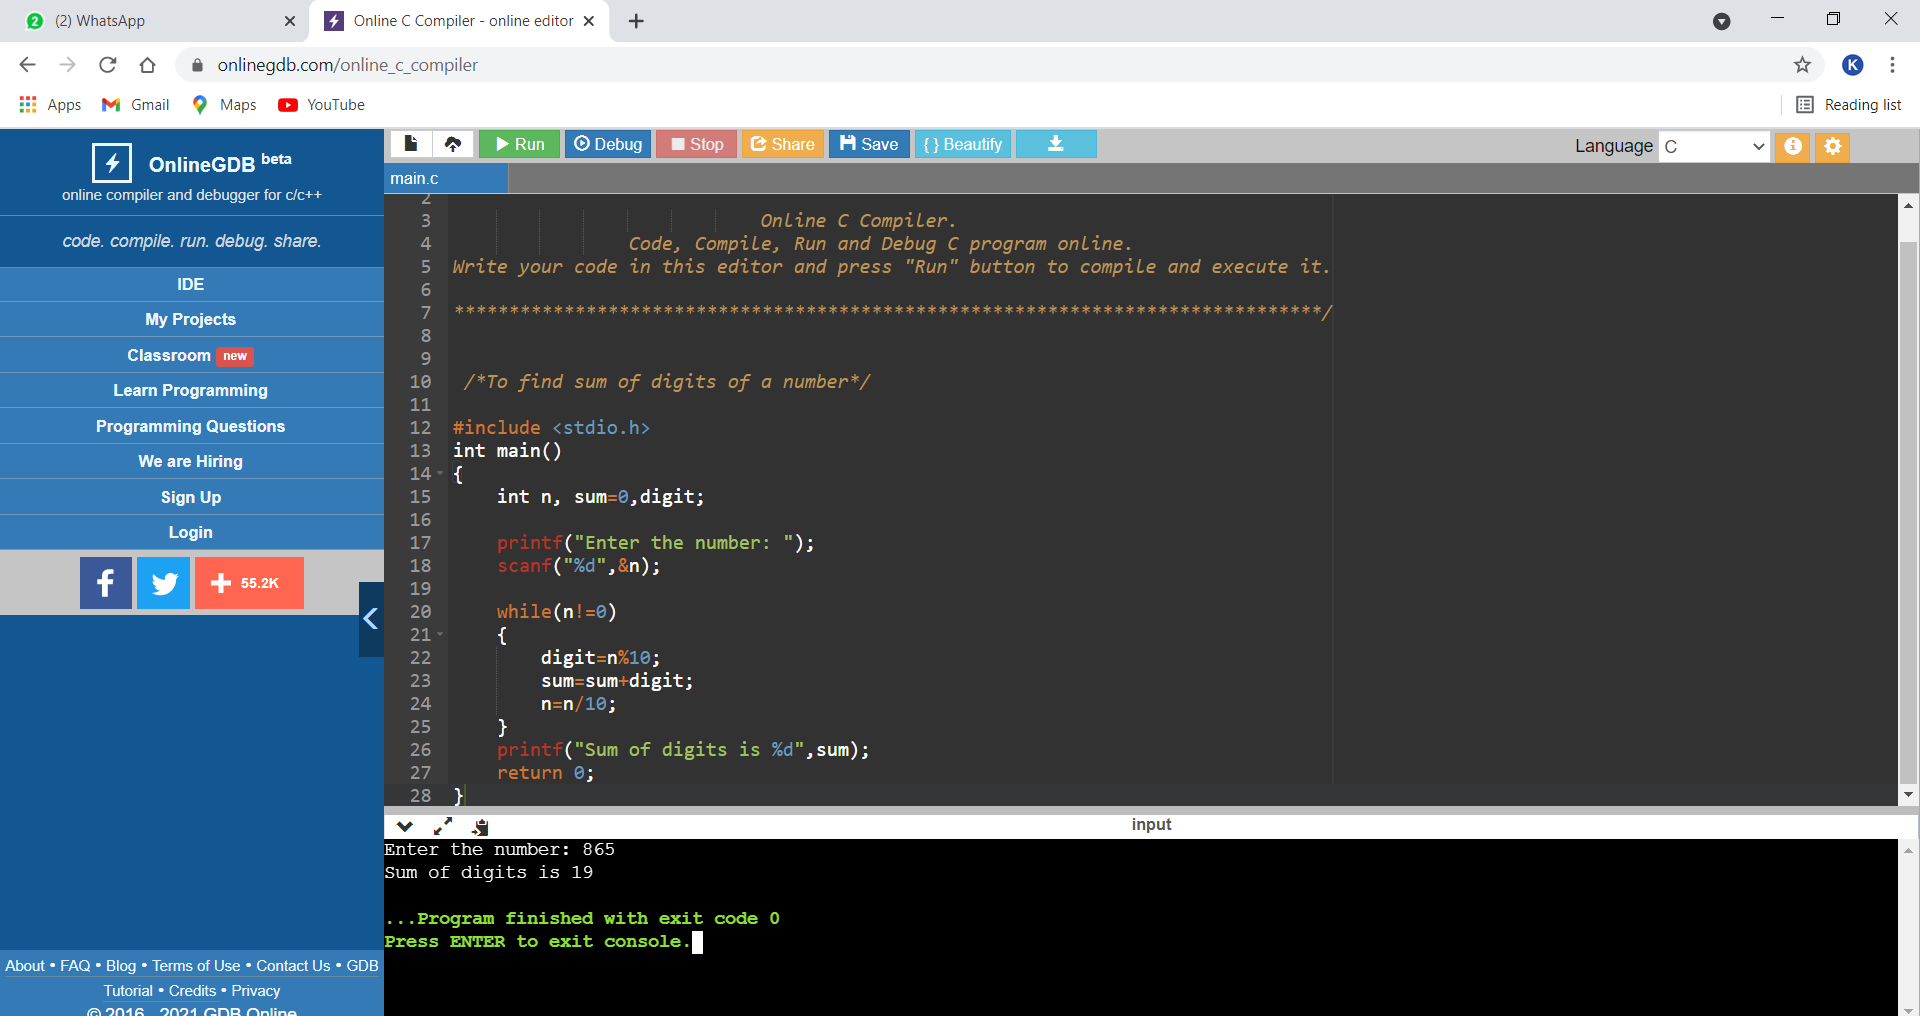 (2) WhatsApp
Online C Compiler - online editor
onlinegdb.com/online_c_compiler
K
Apps Gmail Maps YouTube
Reading list
OnlineGDB beta
online compiler and debugger for c/c++
code. compile. run. debug. share.
IDE
My Projects
Classroom new
Learn Programming
Programming Questions
We are Hiring
Sign Up
Login
f
55.2K
About • FAQ • Blog • Terms of Use • Contact Us • GDB
Tutorial • Credits • Privacy
Run Debug Stop Share Save { } Beautify
Language C
main.c
2
3 Online C Compiler.
4 Code, Compile, Run and Debug C program online.
5 Write your code in this editor and press "Run" button to compile and execute it.
6
7 *******************************************************************************/
8
9
10 /*To find sum of digits of a number*/
11
12 #include <stdio.h>
13 int main()
14 {
15 int n, sum=0,digit;
16
17 printf("Enter the number: ");
18 scanf("%d",&n);
19
20 while(n!=0)
21 {
22 digit=n%10;
23 sum=sum+digit;
24 n=n/10;
25 }
26 printf("Sum of digits is %d",sum);
27 return 0;
28 }
input
Enter the number: 865
Sum of digits is 19
...Program finished with exit code 0
Press ENTER to exit console.